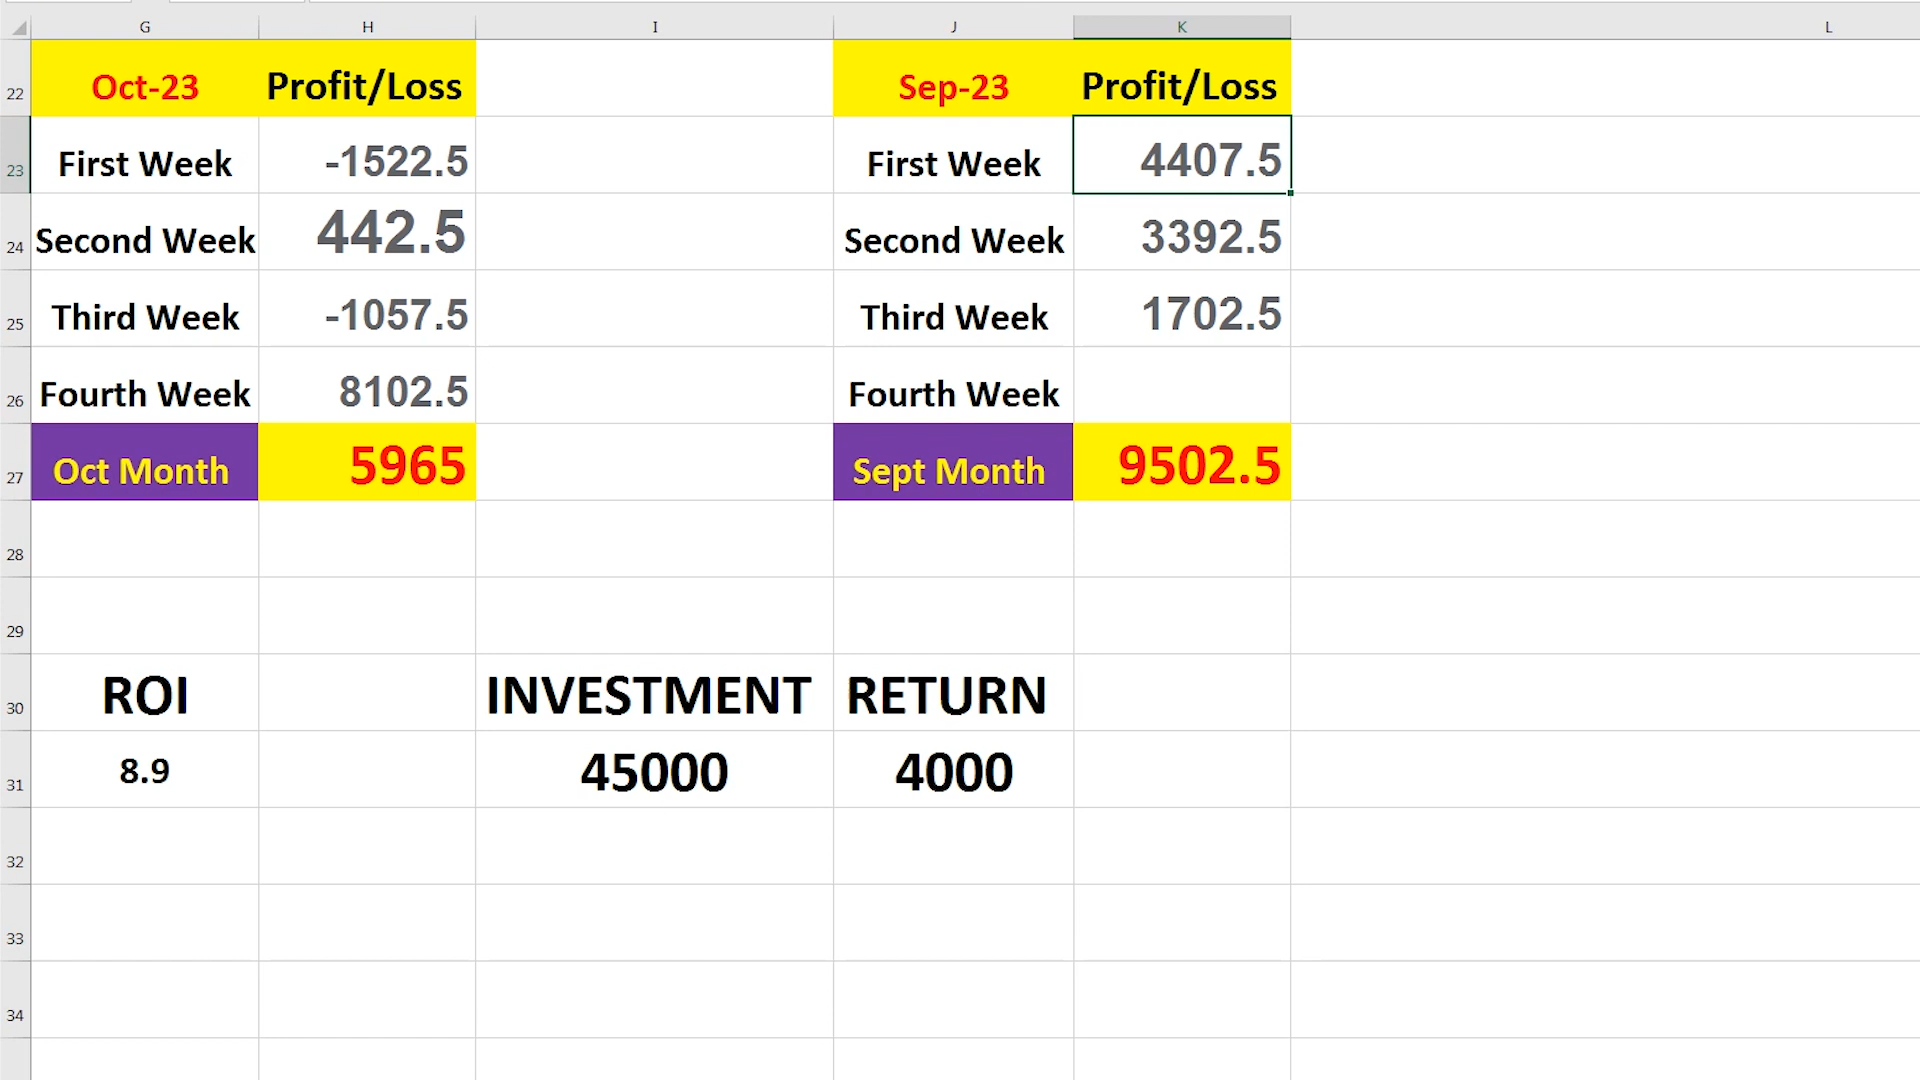 G H I J K L
22 Oct-23 Profit/Loss Sep-23 Profit/Loss
23 First Week -1522.5 First Week 4407.5
24 Second Week 442.5 Second Week 3392.5
25 Third Week -1057.5 Third Week 1702.5
26 Fourth Week 8102.5 Fourth Week
27 Oct Month 5965 Sept Month 9502.5
28
29
30 ROI INVESTMENT RETURN
31 8.9 45000 4000
32
33
34